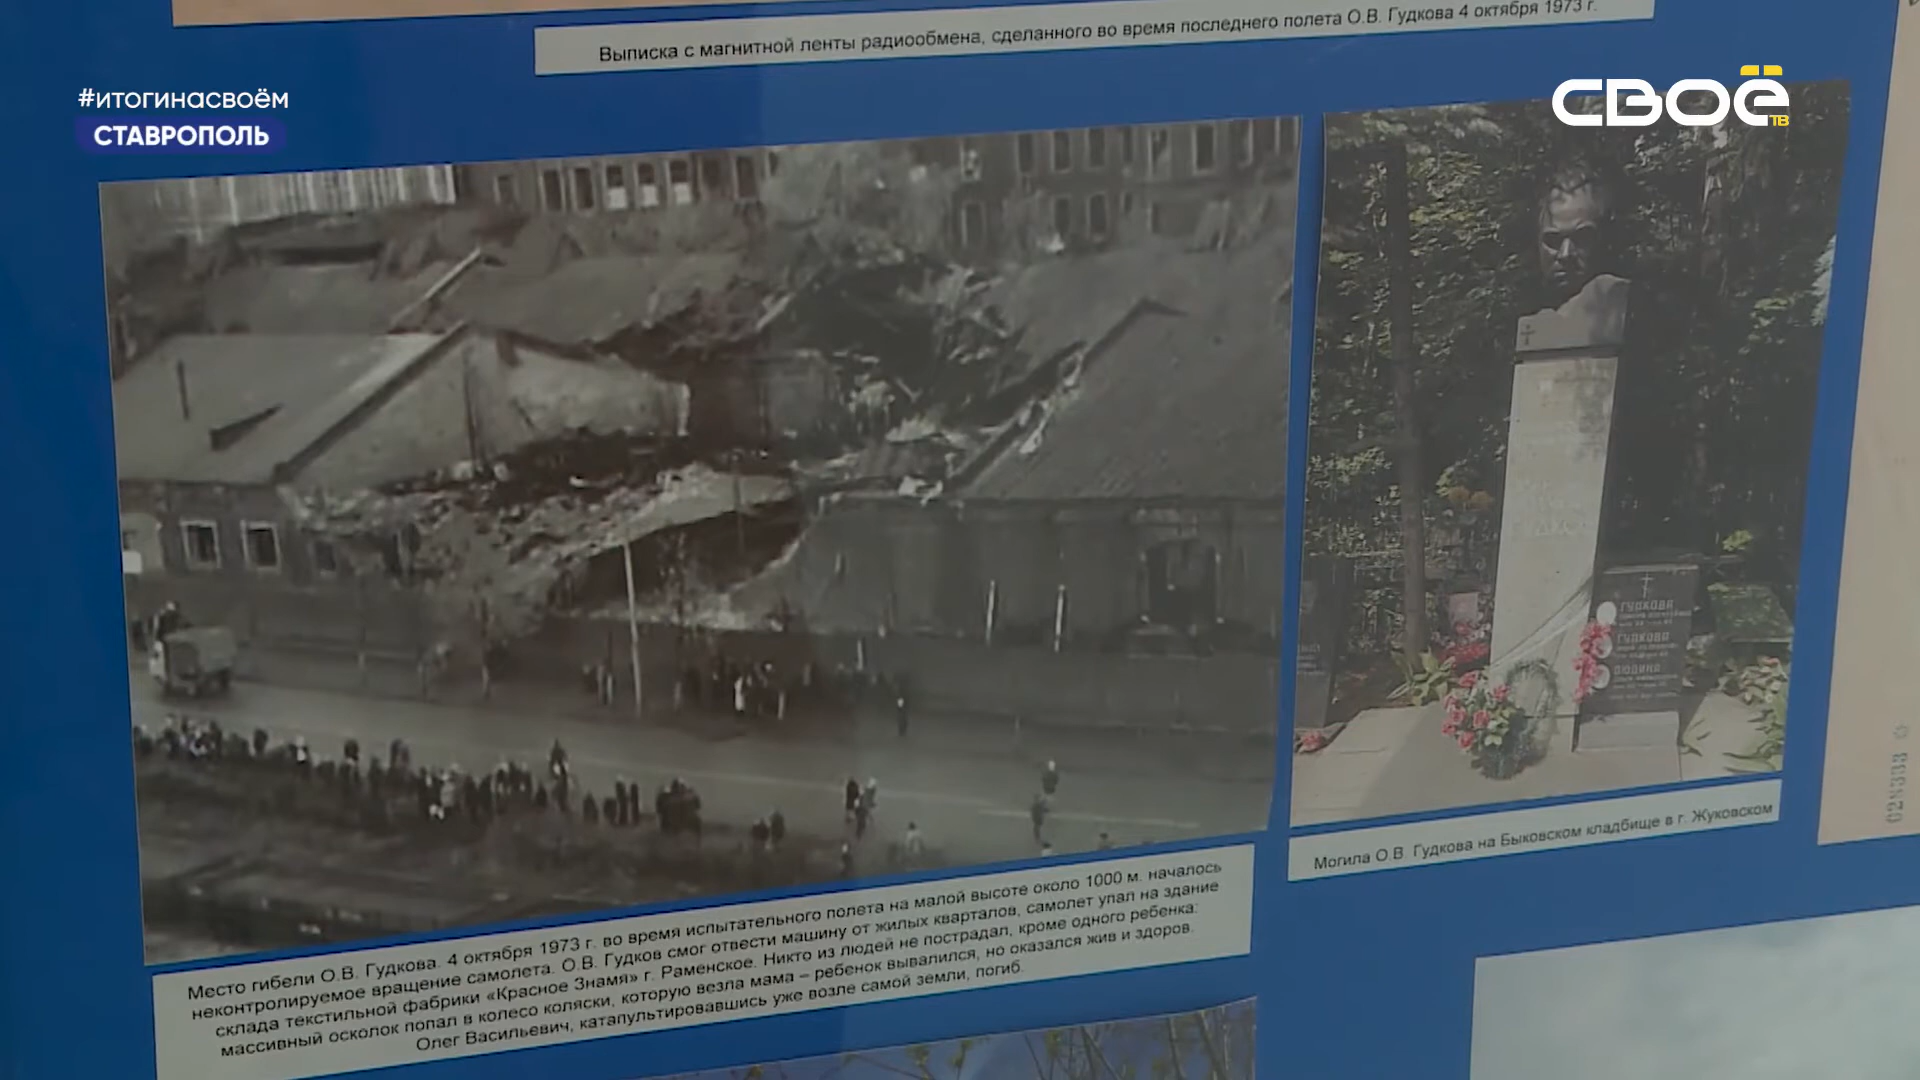 Выписка с магнитной ленты радиообмена, сделанного во время последнего полета О.В. Гудкова 4 октября 1973 г.
#итогинасвоём
СТАВРОПОЛЬ
СВОЁ
ТВ
ГУДКОВА
ГУДКОВА
ДЮДИНА
Могила О.В. Гудкова на Быковском кладбище в г. Жуковском
028333
Место гибели О.В. Гудкова. 4 октября 1973 г. во время испытательного полета на малой высоте около 1000 м. началось
неконтролируемое вращение самолета. О.В. Гудков смог отвести машину от жилых кварталов, самолет упал на здание
склада текстильной фабрики «Красное Знамя» г. Раменское. Никто из людей не пострадал, кроме одного ребенка:
массивный осколок попал в колесо коляски, которую везла мама – ребенок вывалился, но оказался жив и здоров.
Олег Васильевич, катапультировавшись уже возле самой земли, погиб.